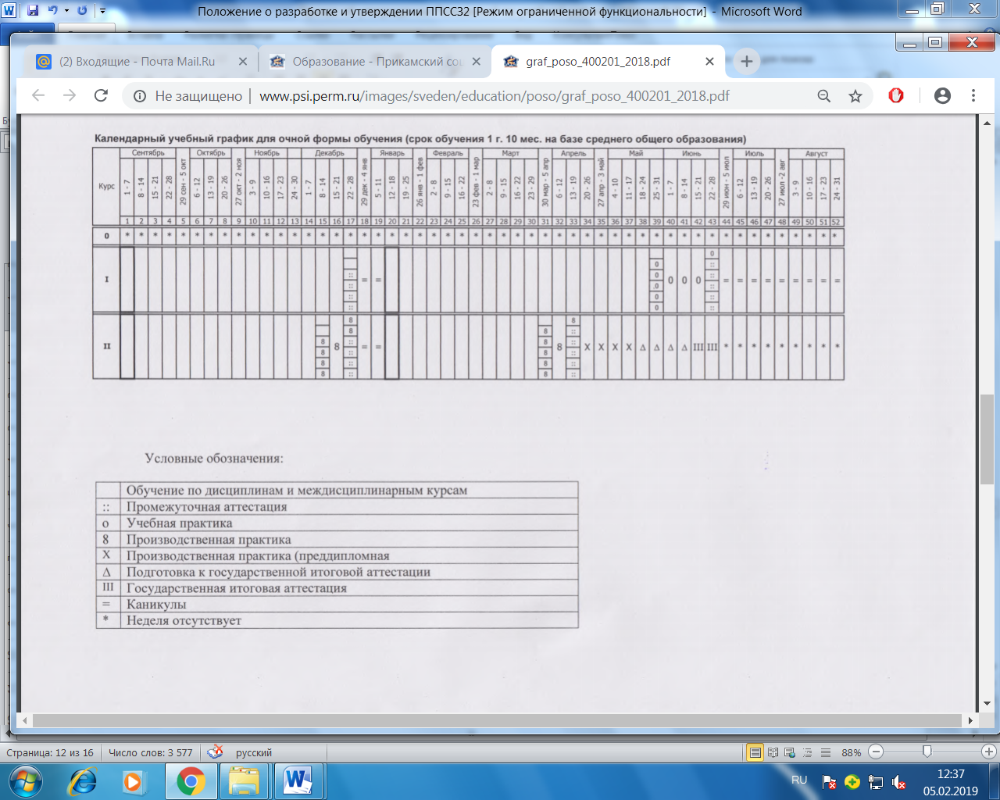 Положение о разработке и утверждении ППСС32 [Режим ограниченной функциональности] - Microsoft Word
(2) Входящие - Почта Mail.Ru
Образование - Прикамский со
graf_poso_400201_2018.pdf
Не защищено | www.psi.perm.ru/images/sveden/education/poso/graf_poso_400201_2018.pdf
Календарный учебный график для очной формы обучения (срок обучения 1 г. 10 мес. на базе среднего общего образования)
Курс Сентябрь 29 сен - 5 окт Октябрь 27 окт - 2 ноя Ноябрь Декабрь 29 дек - 4 янв Январь 26 янв - 1 фев Февраль 23 фев - 1 мар Март 30 мар - 5 апр Апрель 27 апр - 3 май Май Июнь 29 июн - 5 июл Июль 27 июл - 2 авг Август
1 - 7 8 - 14 15 - 21 22 - 28 6 - 12 13 - 19 20 - 26 3 - 9 10 - 16 17 - 23 24 - 30 1 - 7 8 - 14 15 - 21 22 - 28 5 - 11 12 - 18 19 - 25 2 - 8 9 - 15 16 - 22 2 - 8 9 - 15 16 - 22 23 - 29 6 - 12 13 - 19 20 - 26 4 - 10 11 - 17 18 - 24 25 - 31 1 - 7 8 - 14 15 - 21 22 - 28 6 - 12 13 - 19 20 - 26 3 - 9 10 - 16 17 - 23 24 - 31
1 2 3 4 5 6 7 8 9 10 11 12 13 14 15 16 17 18 19 20 21 22 23 24 25 26 27 28 29 30 31 32 33 34 35 36 37 38 39 40 41 42 43 44 45 46 47 48 49 50 51 52
0 * * * * * * * * * * * * * * * * * * * * * * * * * * * * * * * * * * * * * * * * * * * * * * * * * * * *
I :: :: :: :: = = 0 0 .0 0 0 0 0 0 0 :: :: :: :: :: = = = = = = = = =
II 8 8 8 8 8 8 8 :: :: :: :: = = 8 8 8 8 8 8 8 :: :: :: :: :: X X X X Δ Δ Δ Δ III III * * * * * * * * *
Условные обозначения:
Обучение по дисциплинам и междисциплинарным курсам
:: Промежуточная аттестация
о Учебная практика
8 Производственная практика
X Производственная практика (преддипломная
Δ Подготовка к государственной итоговой аттестации
III Государственная итоговая аттестация
= Каникулы
* Неделя отсутствует
Страница: 12 из 16 Число слов: 3 577 русский 88%
RU 12:37
05.02.2019